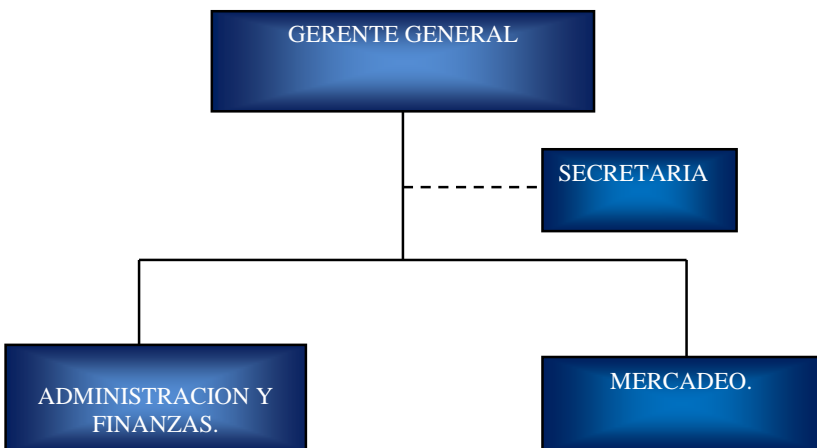 GERENTE GENERAL
SECRETARIA
ADMINISTRACION Y
FINANZAS.
MERCADEO.